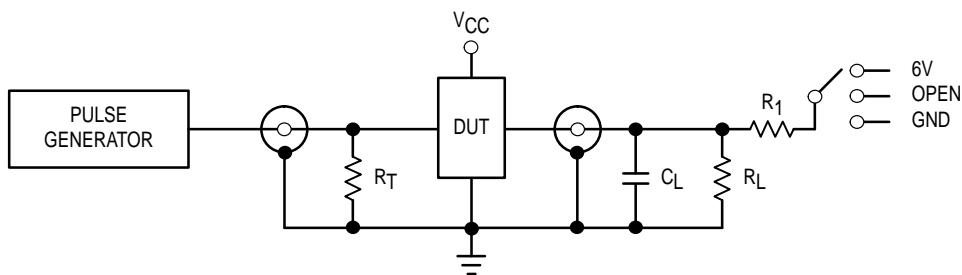 VCC
PULSE
GENERATOR
DUT
RT
CL
RL
R1
6V
OPEN
GND